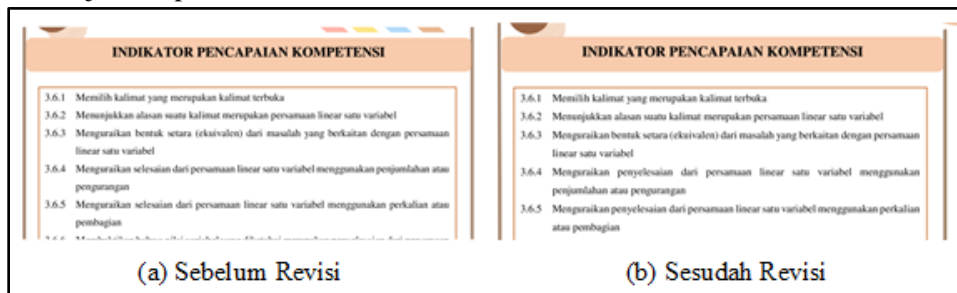 INDIKATOR PENCAPAIAN KOMPETENSI
3.6.1 Memilih kalimat yang merupakan kalimat terbuka
3.6.2 Menunjukkan alasan suatu kalimat merupakan persamaan linear satu variabel
3.6.3 Menguraikan bentuk setara (ekuivalen) dari masalah yang berkaitan dengan persamaan
linear satu variabel
3.6.4 Menguraikan selesaian dari persamaan linear satu variabel menggunakan penjumlahan atau
pengurangan
3.6.5 Menguraikan selesaian dari persamaan linear satu variabel menggunakan perkalian atau
pembagian
(a) Sebelum Revisi
INDIKATOR PENCAPAIAN KOMPETENSI
3.6.1 Memilih kalimat yang merupakan kalimat terbuka
3.6.2 Menunjukkan alasan suatu kalimat merupakan persamaan linear satu variabel
3.6.3 Menguraikan bentuk setara (ekuivalen) dari masalah yang berkaitan dengan persamaan
linear satu variabel
3.6.4 Menguraikan penyelesaian dari persamaan linear satu variabel menggunakan
penjumlahan atau pengurangan
3.6.5 Menguraikan penyelesaian dari persamaan linear satu variabel menggunakan perkalian
atau pembagian
(b) Sesudah Revisi